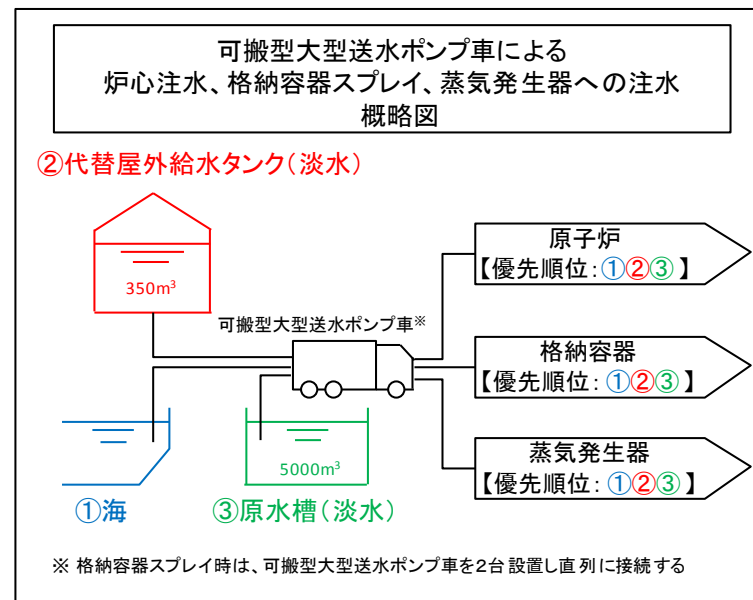 可搬型大型送水ポンプ車による
炉心注水、格納容器スプレイ、蒸気発生器への注水
概略図
②代替屋外給水タンク(淡水)
350m³
可搬型大型送水ポンプ車※
原子炉
【優先順位：①②③】
格納容器
【優先順位：①②③】
蒸気発生器
【優先順位：①②③】
5000m³
①海
③原水槽(淡水)
※ 格納容器スプレイ時は、可搬型大型送水ポンプ車を2台設置し直列に接続する